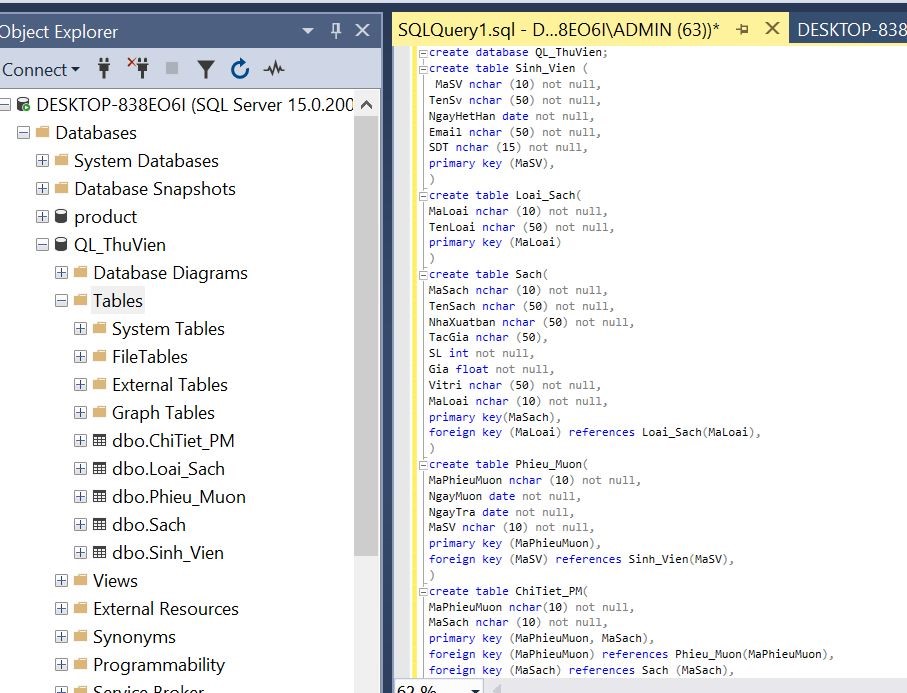 Object Explorer
Connect
DESKTOP-838EO6I (SQL Server 15.0.200
Databases
System Databases
Database Snapshots
product
QL_ThuVien
Database Diagrams
Tables
System Tables
FileTables
External Tables
Graph Tables
dbo.ChiTiet_PM
dbo.Loai_Sach
dbo.Phieu_Muon
dbo.Sach
dbo.Sinh_Vien
Views
External Resources
Synonyms
Programmability
Service Broker
SQLQuery1.sql - D...8EO6I\ADMIN (63))*
DESKTOP-838
create database QL_ThuVien;
create table Sinh_Vien (
MaSV nchar (10) not null,
TenSv nchar (50) not null,
NgayHetHan date not null,
Email nchar (50) not null,
SDT nchar (15) not null,
primary key (MaSV),
)
create table Loai_Sach(
MaLoai nchar (10) not null,
TenLoai nchar (50) not null,
primary key (MaLoai)
)
create table Sach(
MaSach nchar (10) not null,
TenSach nchar (50) not null,
NhaXuatban nchar (50) not null,
TacGia nchar (50),
SL int not null,
Gia float not null,
Vitri nchar (50) not null,
MaLoai nchar (10) not null,
primary key(MaSach),
foreign key (MaLoai) references Loai_Sach(MaLoai),
)
create table Phieu_Muon(
MaPhieuMuon nchar (10) not null,
NgayMuon date not null,
NgayTra date not null,
MaSV nchar (10) not null,
primary key (MaPhieuMuon),
foreign key (MaSV) references Sinh_Vien(MaSV),
)
create table ChiTiet_PM(
MaPhieuMuon nchar(10) not null,
MaSach nchar (10) not null,
primary key (MaPhieuMuon, MaSach),
foreign key (MaPhieuMuon) references Phieu_Muon(MaPhieuMuon),
foreign key (MaSach) references Sach (MaSach),
62 %